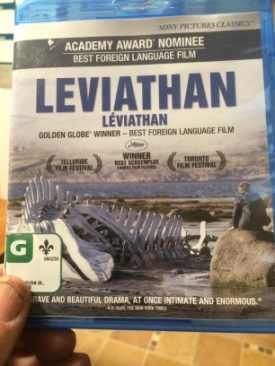 SONY PICTURES CLASSICS
ACADEMY AWARD NOMINEE
BEST FOREIGN LANGUAGE FILM
LEVIATHAN
LÉVIATHAN
GOLDEN GLOBE WINNER – BEST FOREIGN LANGUAGE FILM
TELLURIDE
FILM FESTIVAL
WINNER
BEST SCREENPLAY
CANNES FILM FESTIVAL
TORONTO
FILM FESTIVAL
G
GRAVE AND BEAUTIFUL DRAMA, AT ONCE INTIMATE AND ENORMOUS."
THE NEW YORK TIMES